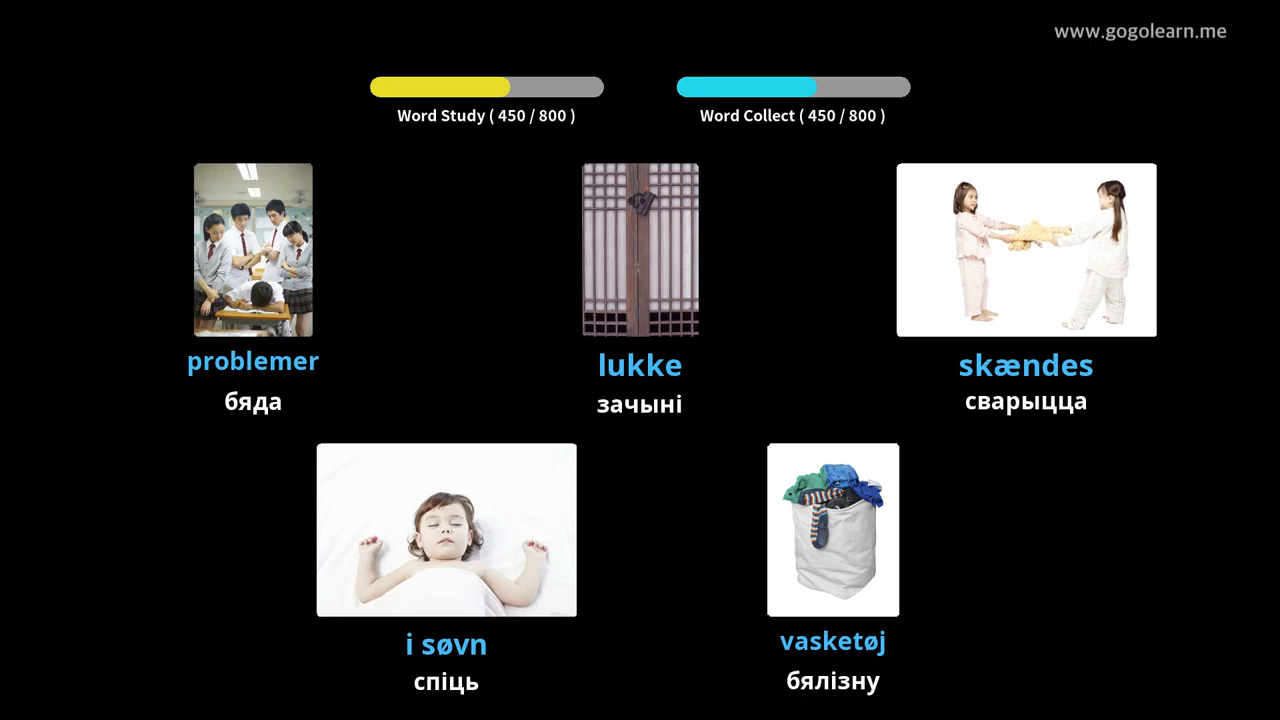 www.gogolearn.me
Word Study ( 450 / 800 )
Word Collect ( 450 / 800 )
problemer
бяда
lukke
зачыні
skændes
сварыцца
i søvn
спіць
vasketøj
бялізну